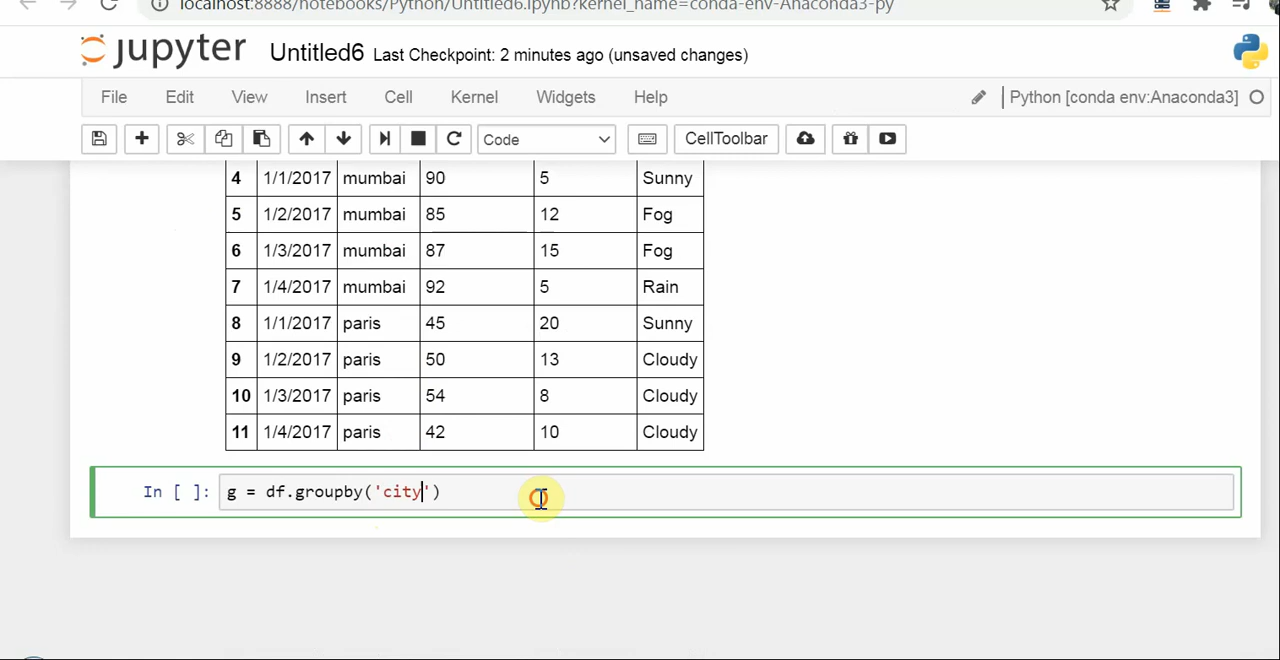 localhost:8888/notebooks/Python/Untitled6.ipynb?kernel_name=conda-env-Anaconda3-py
jupyter Untitled6 Last Checkpoint: 2 minutes ago (unsaved changes)
File Edit View Insert Cell Kernel Widgets Help Python [conda env:Anaconda3]
Code CellToolbar
4 1/1/2017 mumbai 90 5 Sunny
5 1/2/2017 mumbai 85 12 Fog
6 1/3/2017 mumbai 87 15 Fog
7 1/4/2017 mumbai 92 5 Rain
8 1/1/2017 paris 45 20 Sunny
9 1/2/2017 paris 50 13 Cloudy
10 1/3/2017 paris 54 8 Cloudy
11 1/4/2017 paris 42 10 Cloudy
In [ ]: g = df.groupby('city')